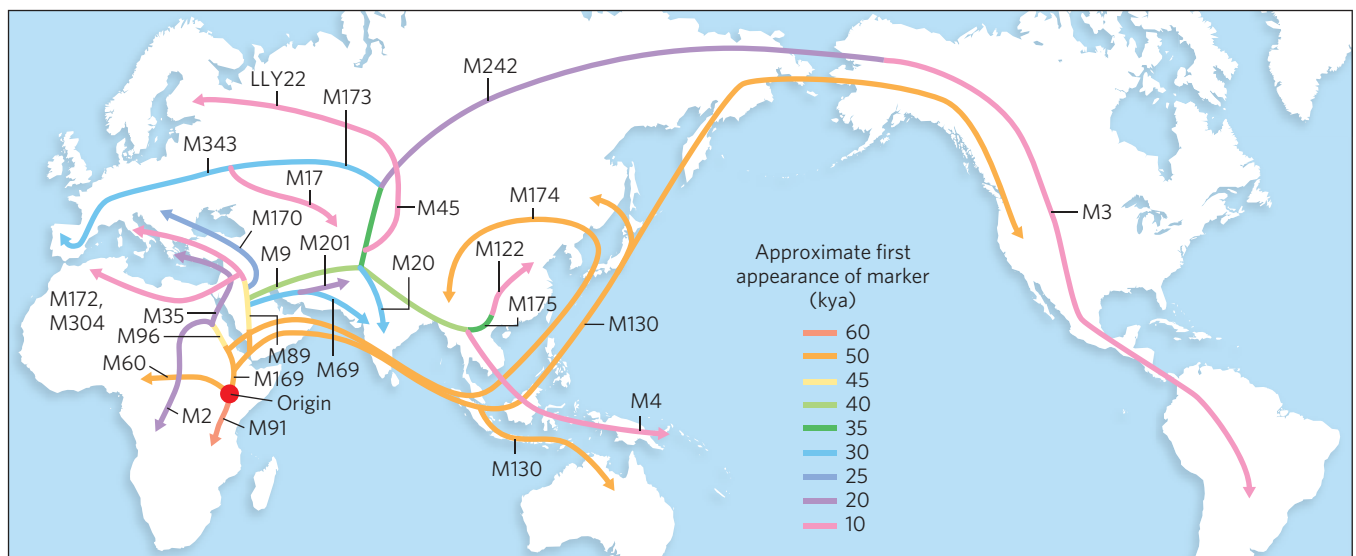 M242
LLY22
M173
M343
M17
M174
M45
M170
M201
M122
M3
M9
M20
Approximate first
appearance of marker
(kya)
M172,
M304
M175
M35
M130
M96
M89
M69
60
M60
M169
50
Origin
45
M2
M91
M4
40
35
M130
30
25
20
10